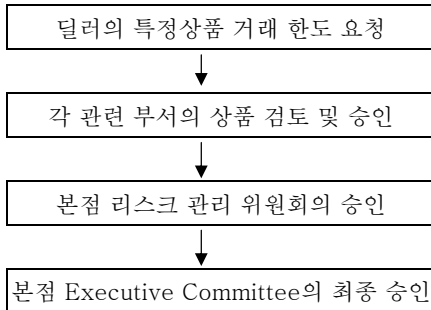 딜러의 특정상품 거래 한도 요청
각 관련 부서의 상품 검토 및 승인
본점 리스크 관리 위원회의 승인
본점 Executive Committee의 최종 승인